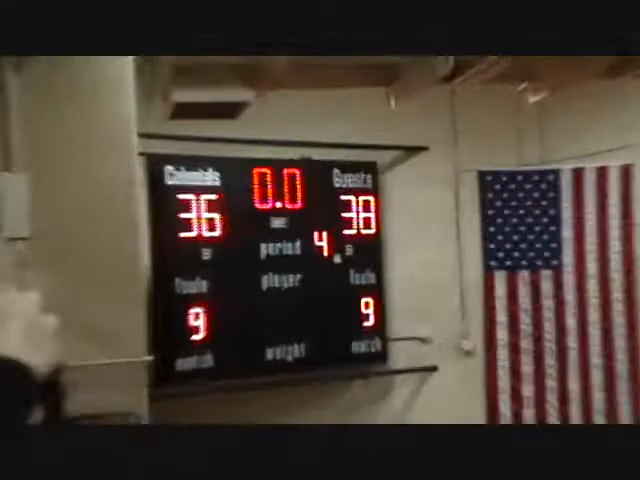 Colonials 0.0 Guests
36 38
period 4
fouls player fouls
9 9
match weight match